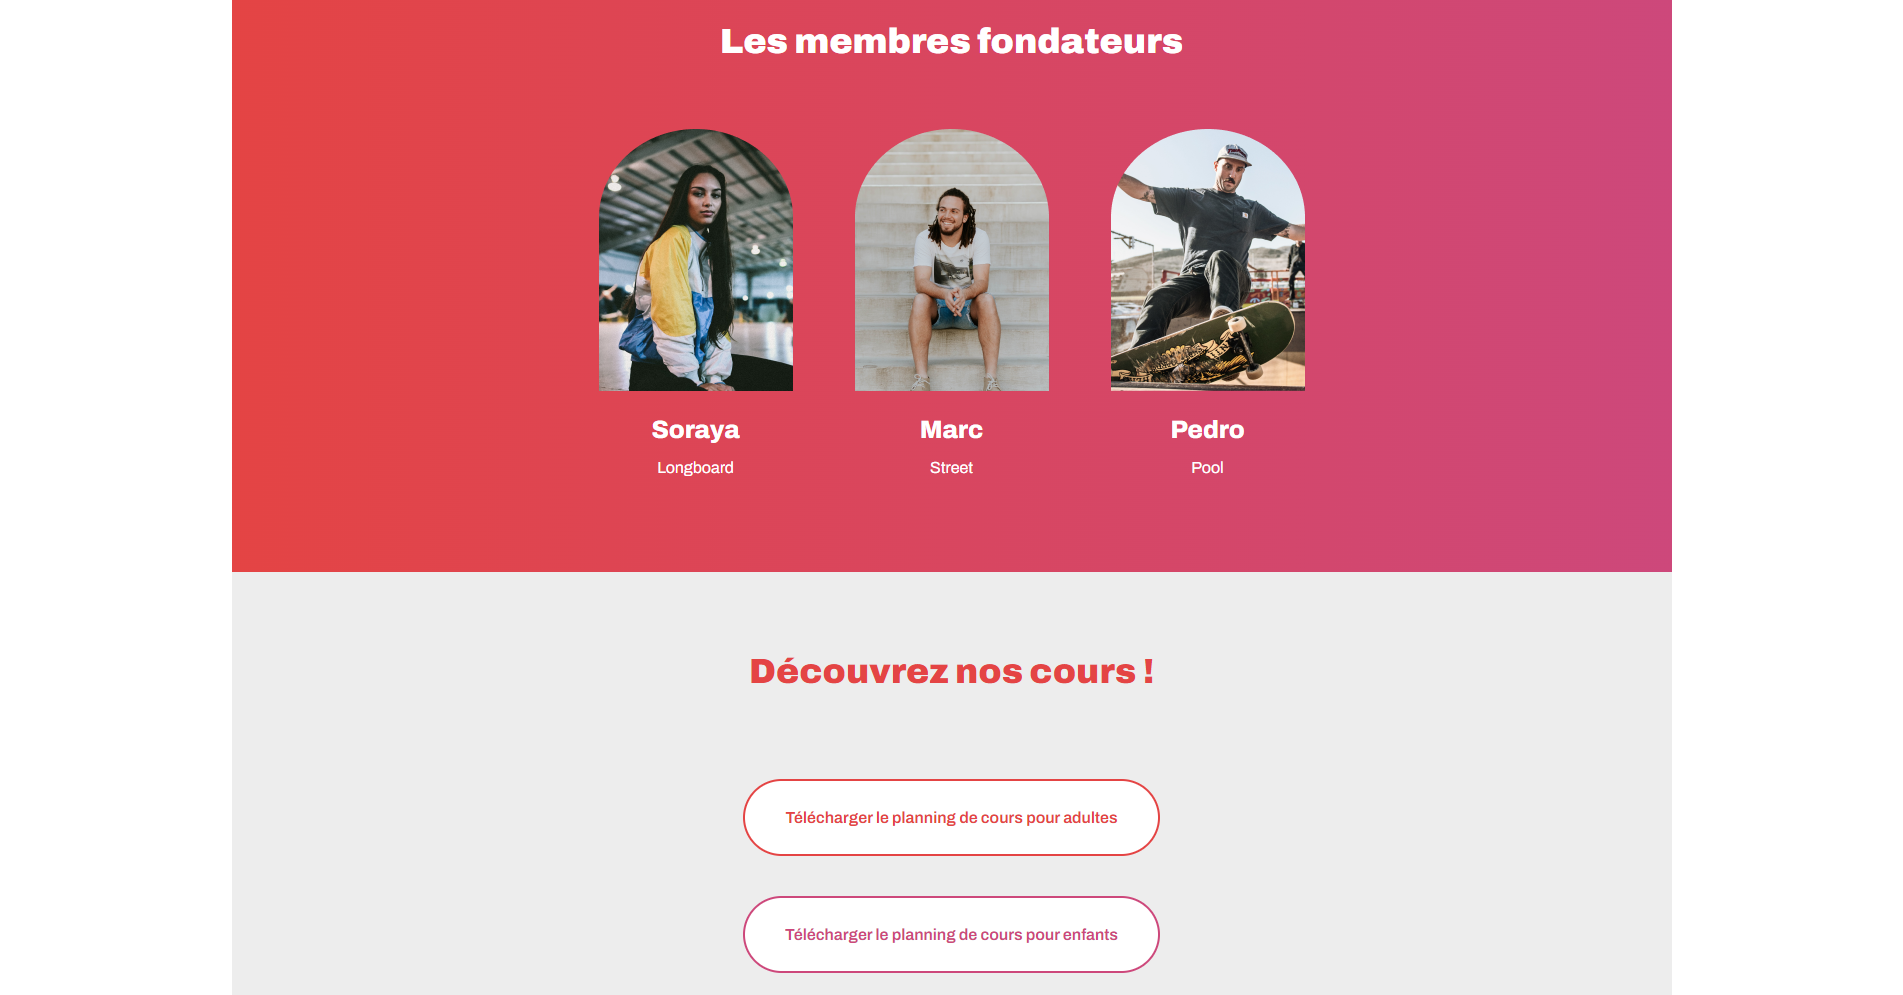 Les membres fondateurs
Soraya
Marc
Pedro
Longboard
Street
Pool
Découvrez nos cours !
Télécharger le planning de cours pour adultes
Télécharger le planning de cours pour enfants